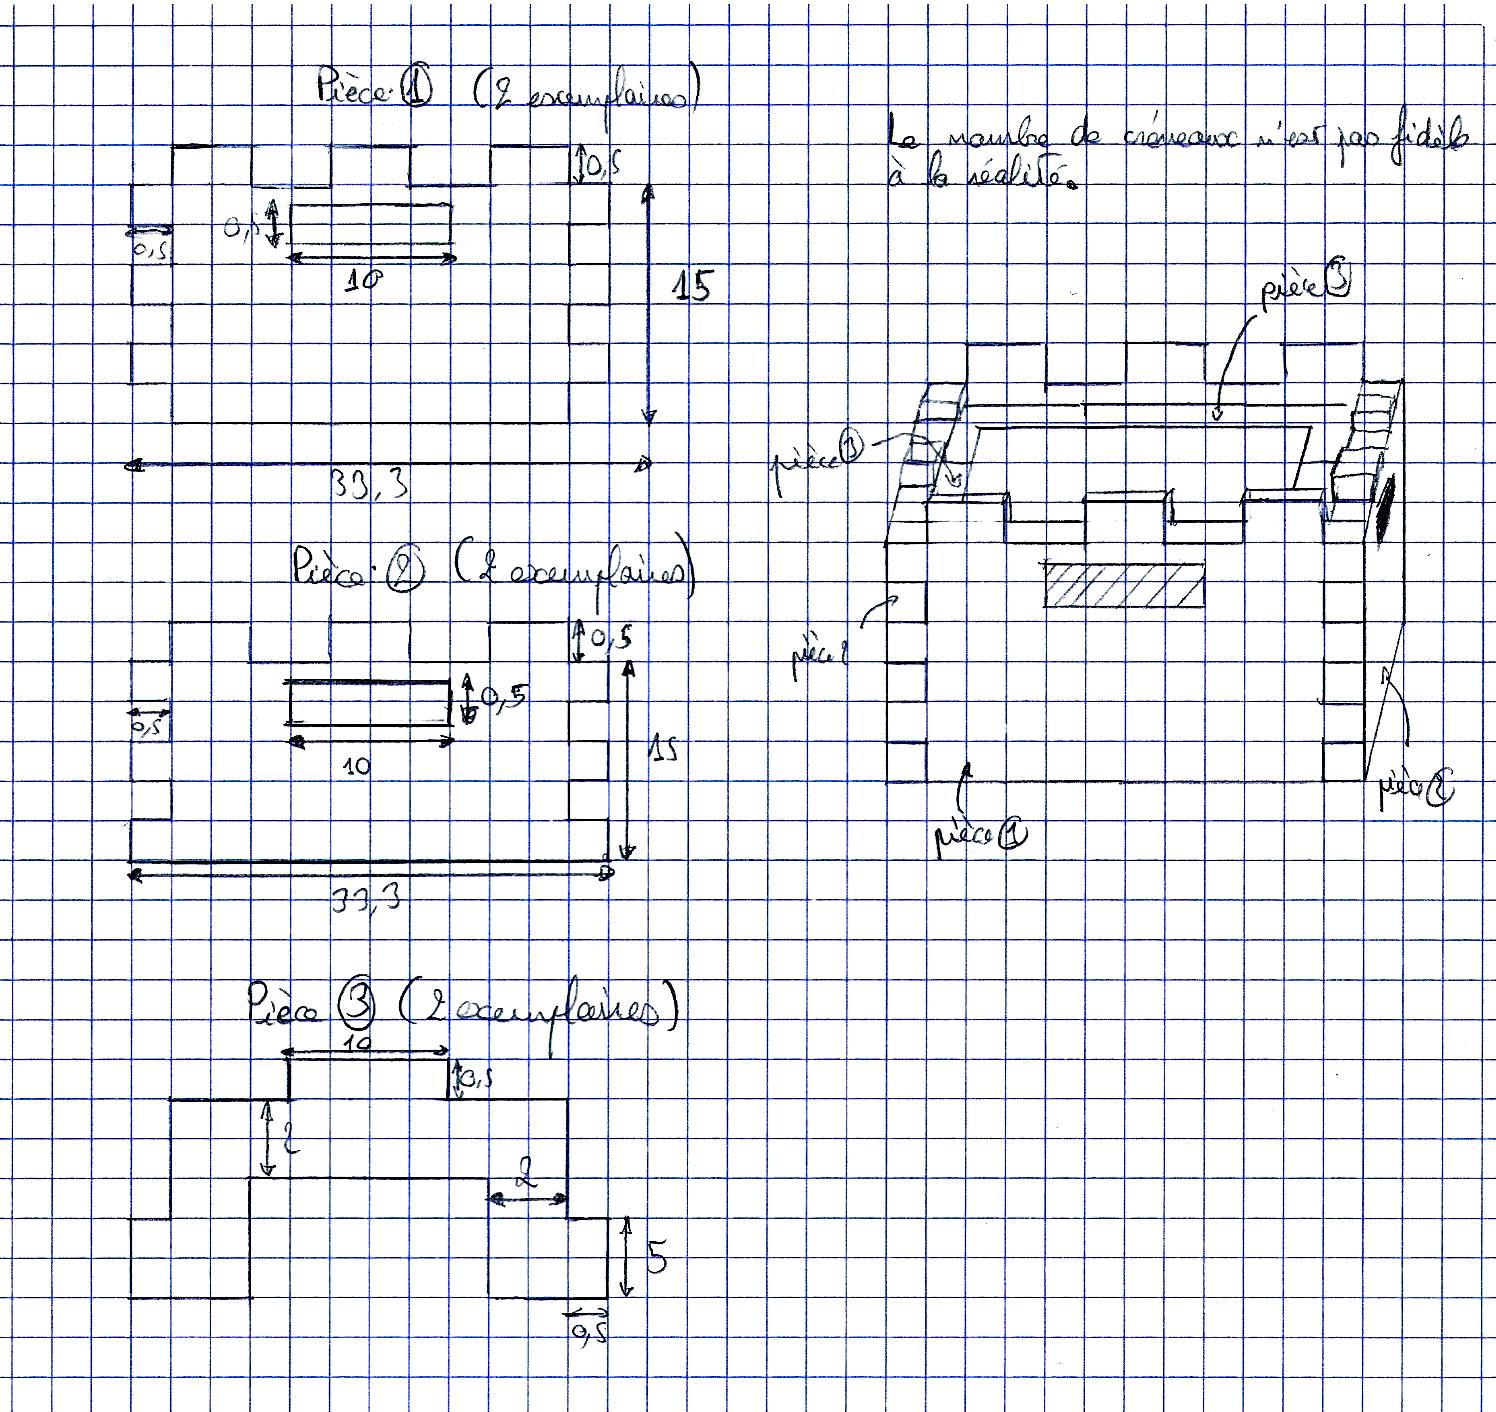 Pièce ① (2 exemplaires)
Le nombre de créneaux n'est pas fidèle
à la réalité.
0,5
0,5
0,5
10
15
33,3
pièce ③
pièce ③
Pièce ② (2 exemplaires)
0,5
0,5
0,5
10
15
33,3
pièce 2
pièce ②
pièce ①
Pièce ③ (2 exemplaires)
10
0,5
2
2
5
0,5